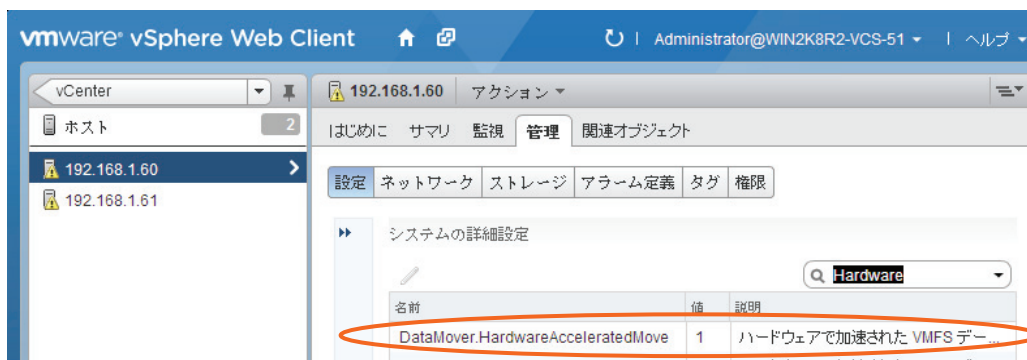 vmware® vSphere Web Client Administrator@WIN2K8R2-VCS-51 ヘルプ
vCenter
192.168.1.60 アクション
ホスト 2
はじめに サマリ 監視 管理 関連オブジェクト
192.168.1.60
設定 ネットワーク ストレージ アラーム定義 タグ 権限
192.168.1.61
システムの詳細設定
Hardware
名前 値 説明
DataMover.HardwareAcceleratedMove 1 ハードウェアで加速された VMFS デー...